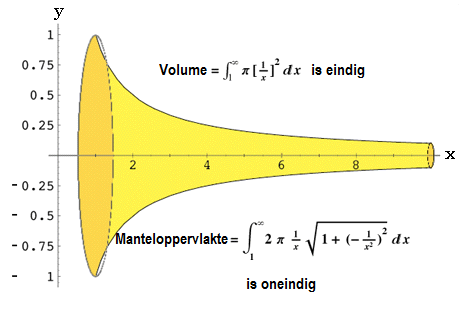 y
1
0.75
0.5
0.25
Volume = ∫₁^∞ π[1/x]² dx is eindig
x
2 4 6 8
- 0.25
- 0.5
- 0.75
Manteloppervlakte = ∫₁^∞ 2 π 1/x √(1 + (-1/x²)²) dx
- 1
is oneindig